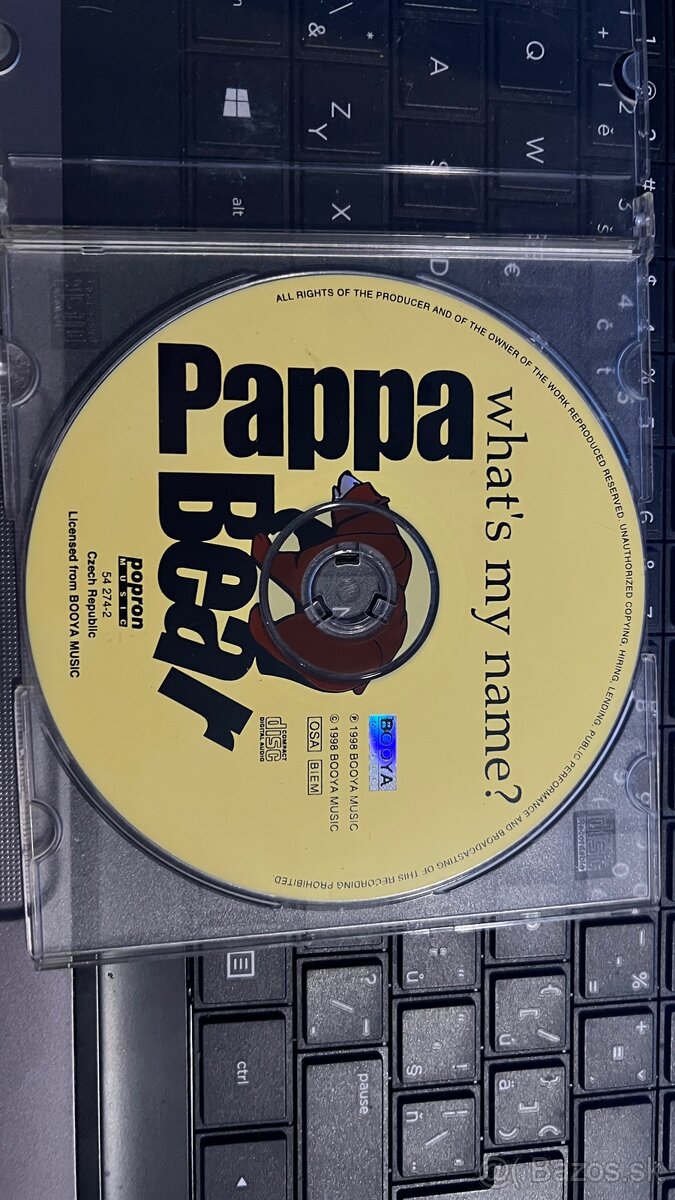 what's my name?
Pappa
Bear
ALL RIGHTS OF THE PRODUCER AND OF THE OWNER OF THE WORK REPRODUCED RESERVED. UNAUTHORIZED COPYING, HIRING, LENDING, PUBLIC PERFORMANCE AND BROADCASTING OF THIS RECORDING PROHIBITED.
BOOYA
℗ 1998 BOOYA MUSIC
© 1998 BOOYA MUSIC
OSA BIEM
COMPACT
disc
DIGITAL AUDIO
popron
MUSIC
54 274-2
Czech Republic
Licensed from BOOYA MUSIC
Q
W
A
Z
Y
X
D
€
alt
ctrl
pause
Bazos.sk